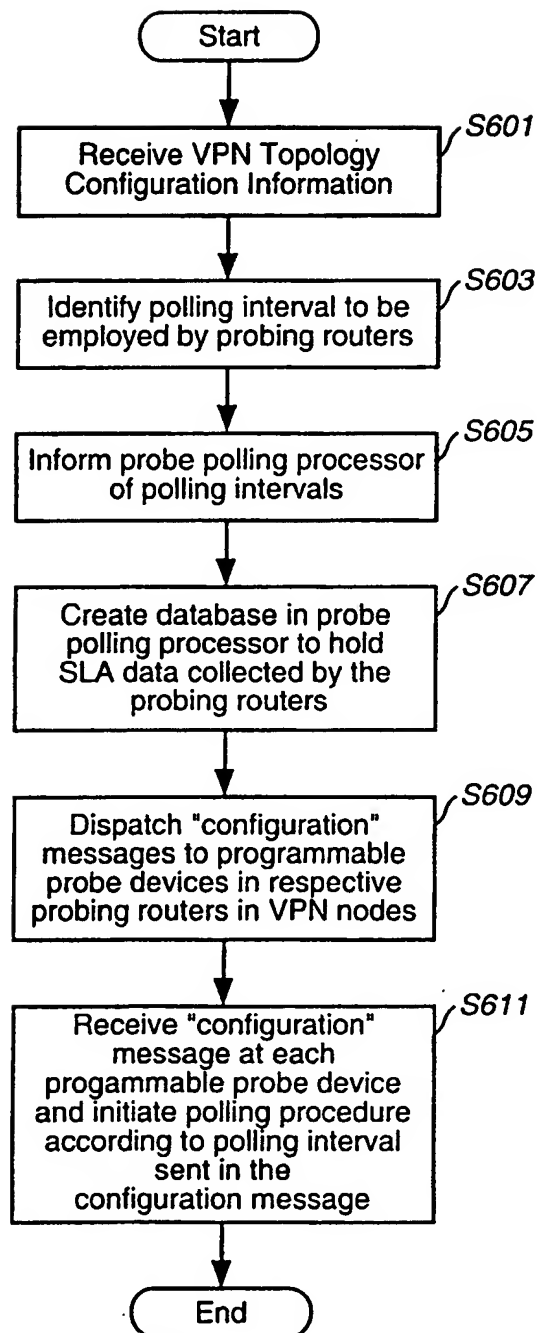 Start
S601
Receive VPN Topology
Configuration Information
S603
Identify polling interval to be
employed by probing routers
S605
Inform probe polling processor
of polling intervals
S607
Create database in probe
polling processor to hold
SLA data collected by the
probing routers
S609
Dispatch "configuration"
messages to programmable
probe devices in respective
probing routers in VPN nodes
S611
Receive "configuration"
message at each
progammable probe device
and initiate polling procedure
according to polling interval
sent in the
configuration message
End